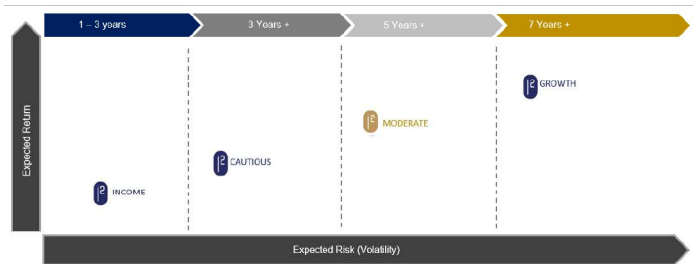 1 – 3 years
3 Years +
5 Years +
7 Years +
Expected Return
GROWTH
MODERATE
CAUTIOUS
INCOME
Expected Risk (Volatility)